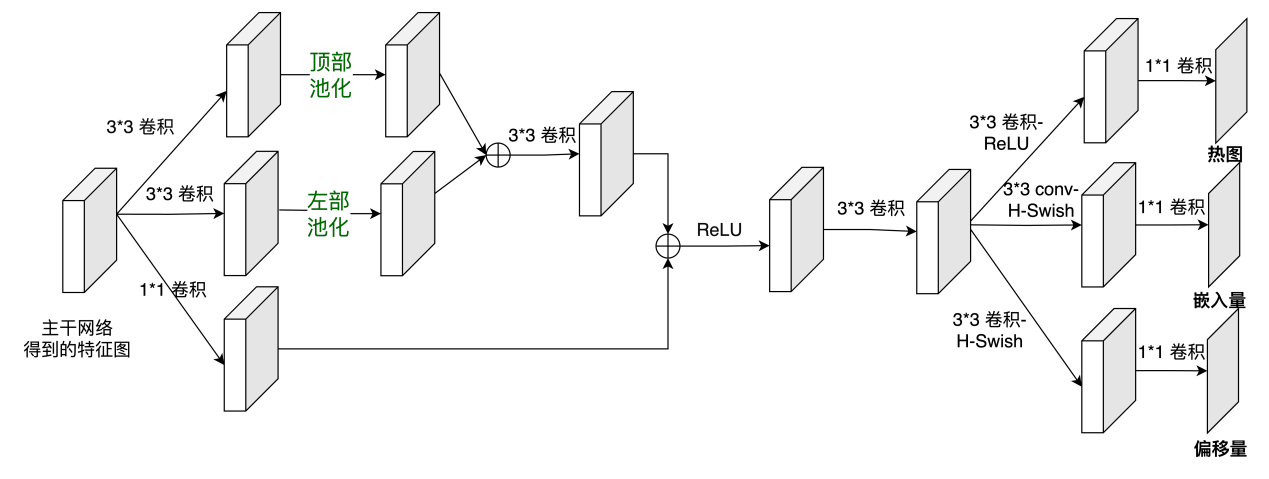 3*3 卷积
3*3 卷积
1*1 卷积
主干网络
得到的特征图
顶部
池化
左部
池化
3*3 卷积
ReLU
3*3 卷积
3*3 卷积-
ReLU
3*3 conv-
H-Swish
3*3 卷积-
H-Swish
1*1 卷积
热图
1*1 卷积
嵌入量
1*1 卷积
偏移量